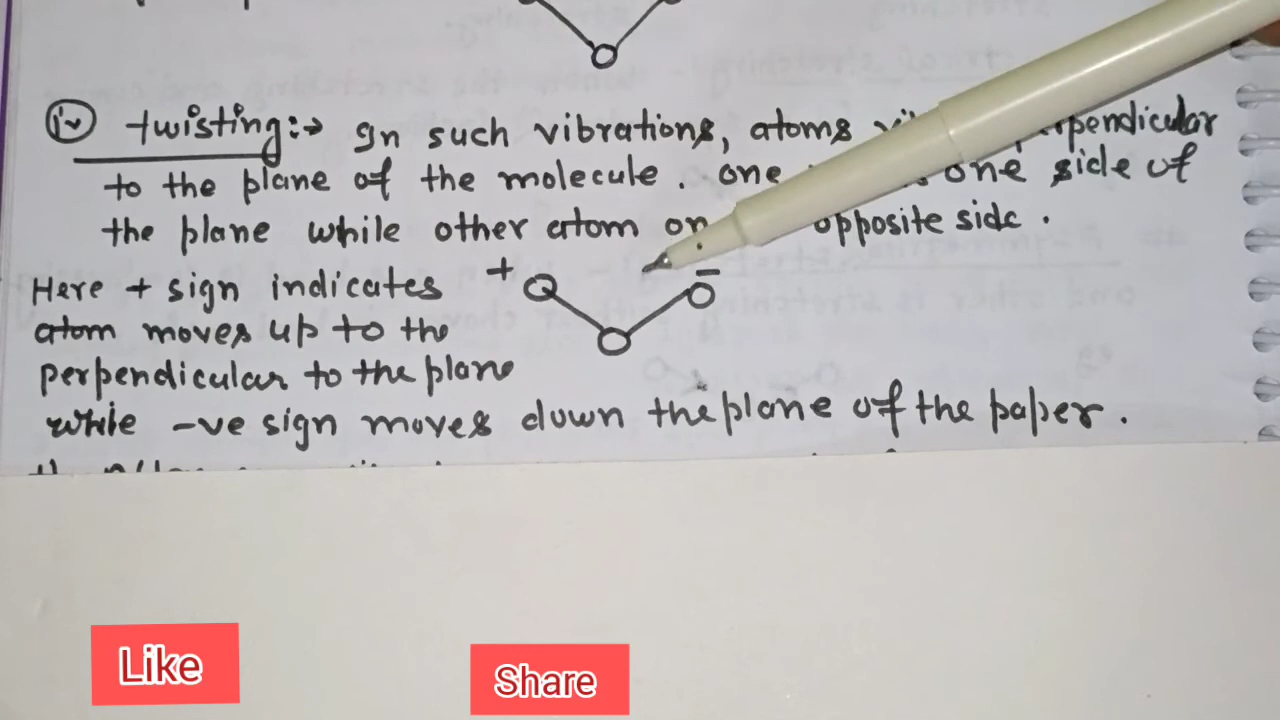 iv twisting:→ In such vibrations, atoms perpendicular
to the plane of the molecule. one one side of
the plane while other atom on opposite side.
Here + sign indicates
atom moves up to the
perpendicular to the plane
while -ve sign moves down the plane of the paper.
+ -
Like
Share